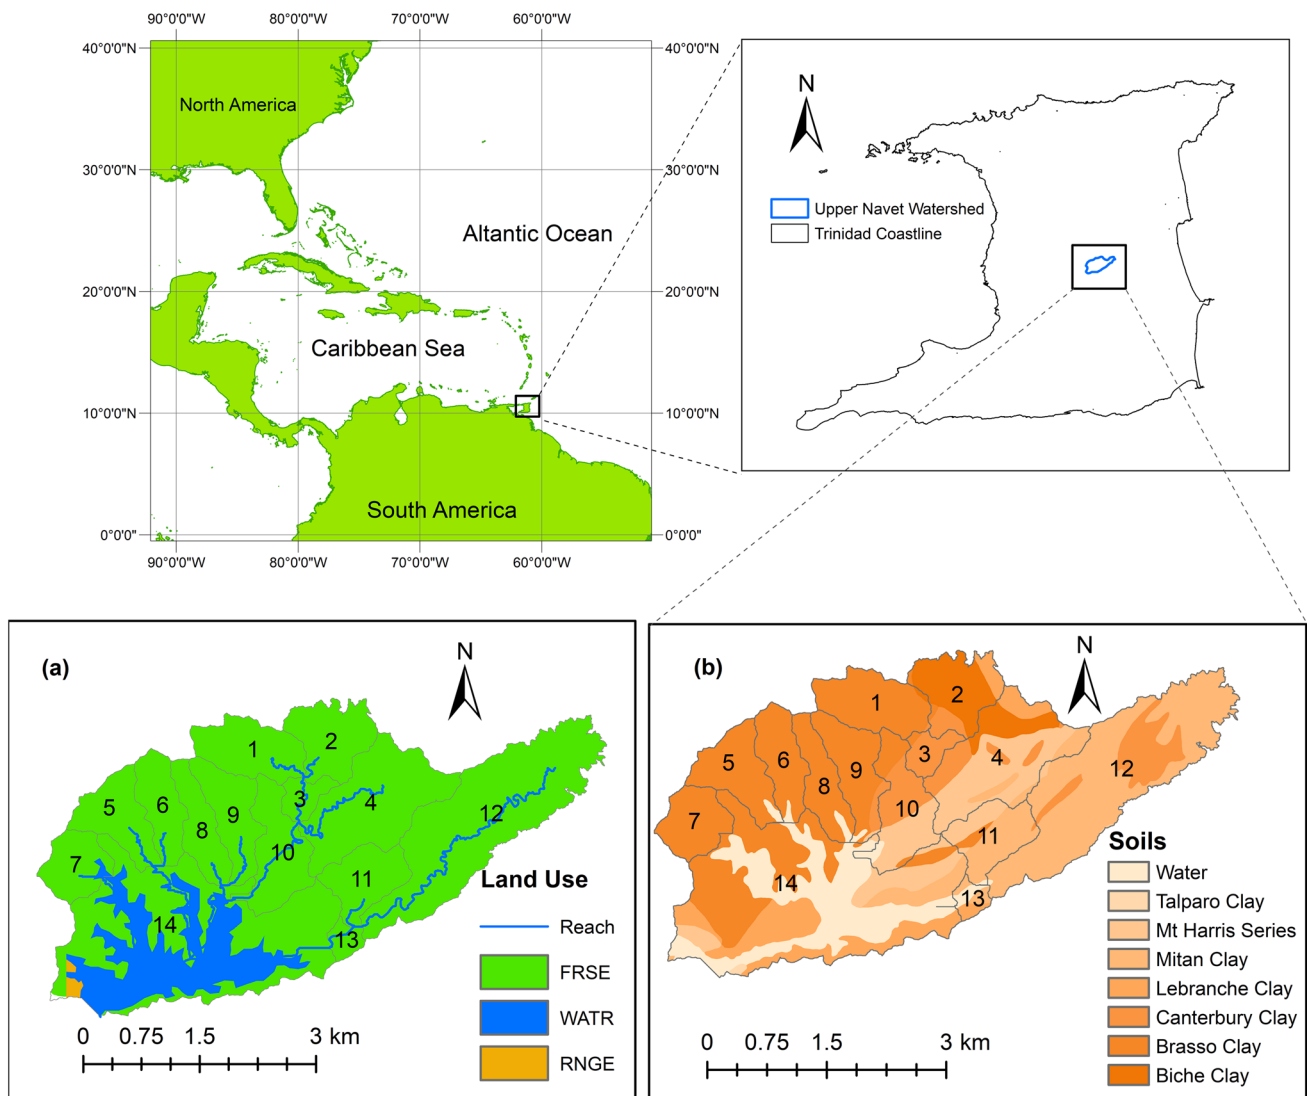 90°0'0"W 80°0'0"W 70°0'0"W 60°0'0"W
40°0'0"N 40°0'0"N
North America
30°0'0"N 30°0'0"N
Altantic Ocean
20°0'0"N 20°0'0"N
Caribbean Sea
10°0'0"N 10°0'0"N
South America
0°0'0" 0°0'0"
90°0'0"W 80°0'0"W 70°0'0"W 60°0'0"W
N
Upper Navet Watershed
Trinidad Coastline
(a)
N
1
2
3
4
5
6
7
8
9
10
11
12
13
14
Land Use
Reach
FRSE
WATR
RNGE
0 0.75 1.5 3 km
(b)
N
1
2
3
4
5
6
7
8
9
10
11
12
13
14
Soils
Water
Talparo Clay
Mt Harris Series
Mitan Clay
Lebranche Clay
Canterbury Clay
Brasso Clay
Biche Clay
0 0.75 1.5 3 km